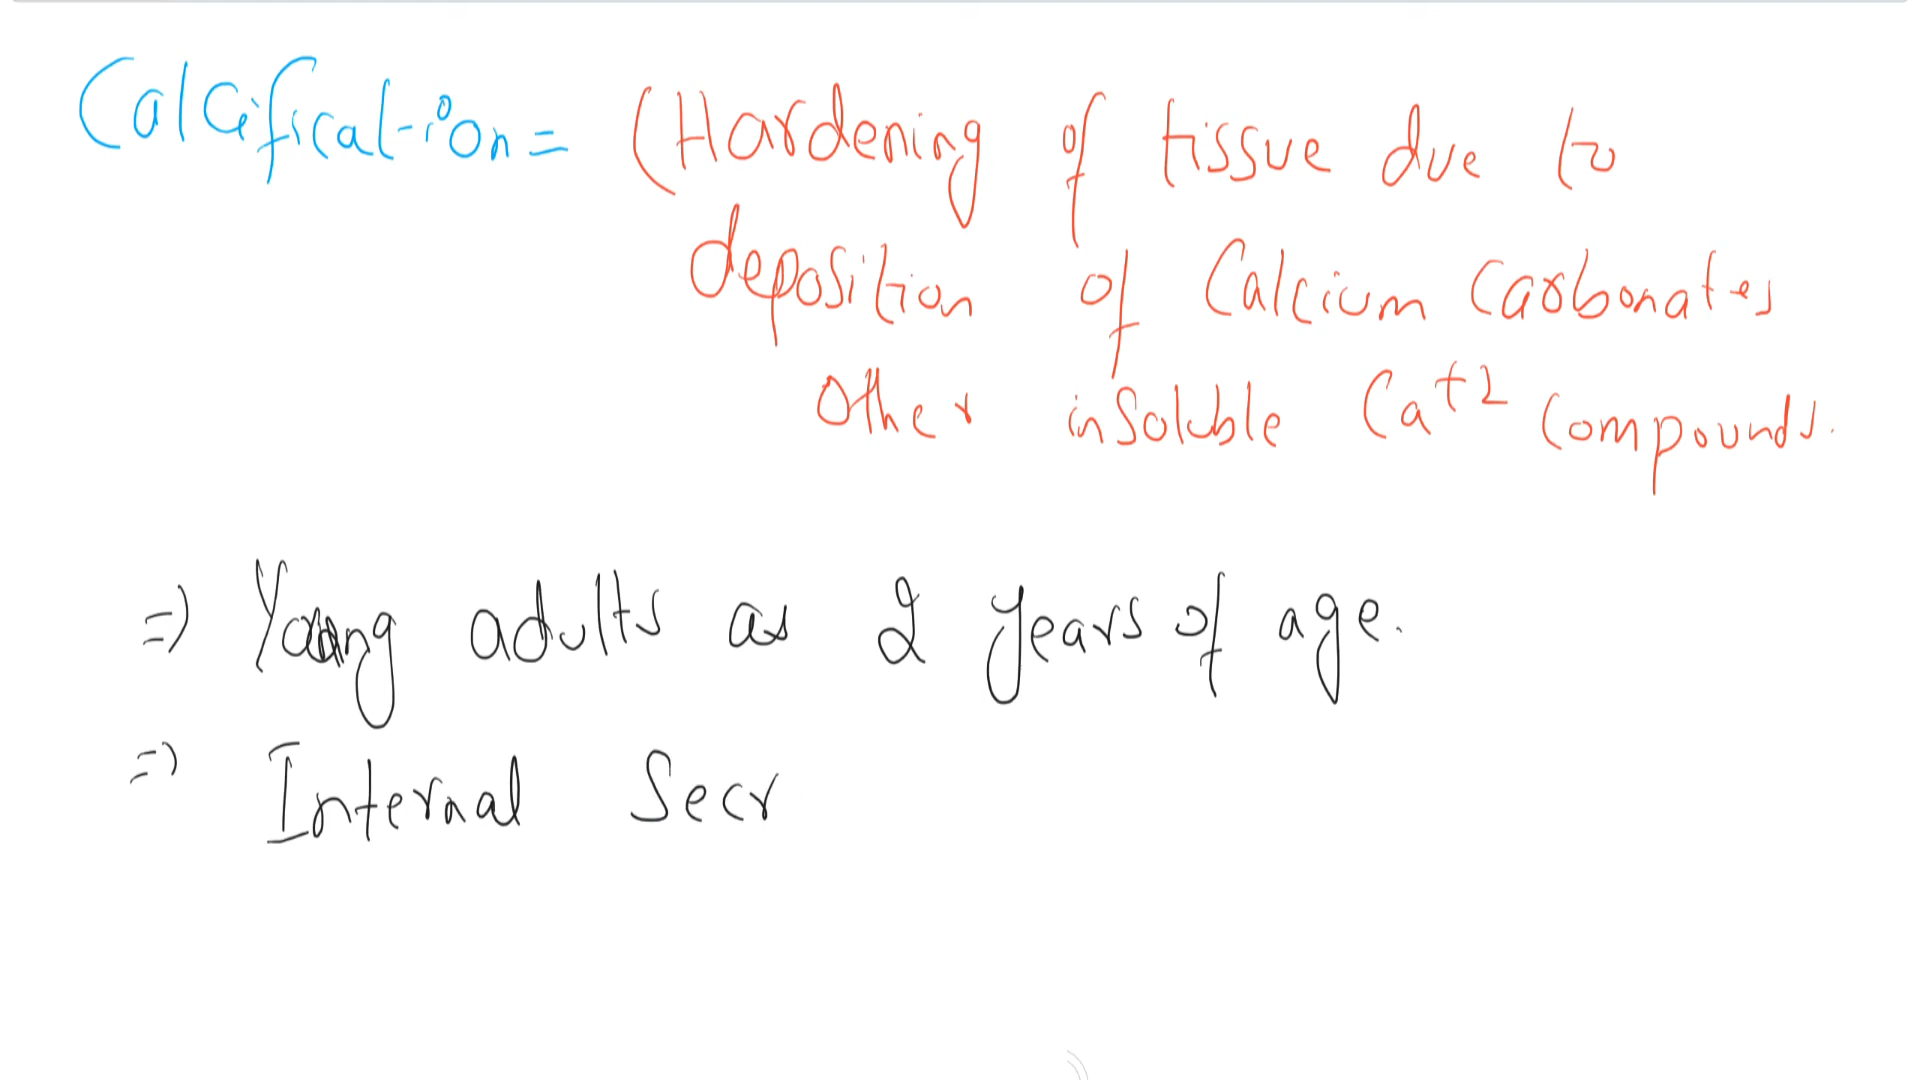 Calcification = (Hardening of tissue due to
deposition of Calcium Carbonates
Other insoluble Ca+2 Compounds.
=) Young adults as 2 years of age.
=) Internal Secr